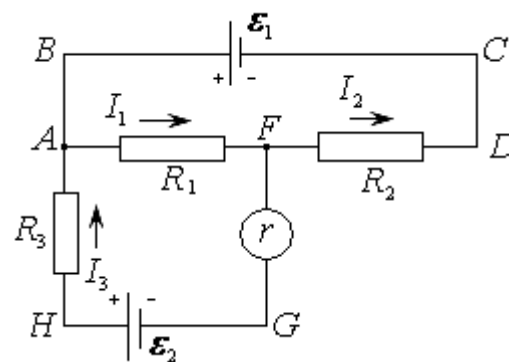 B ε₁ C
+ -
I₁ I₂
A F D
R₁ R₂
R₃ r
I₃
+ -
H G
ε₂